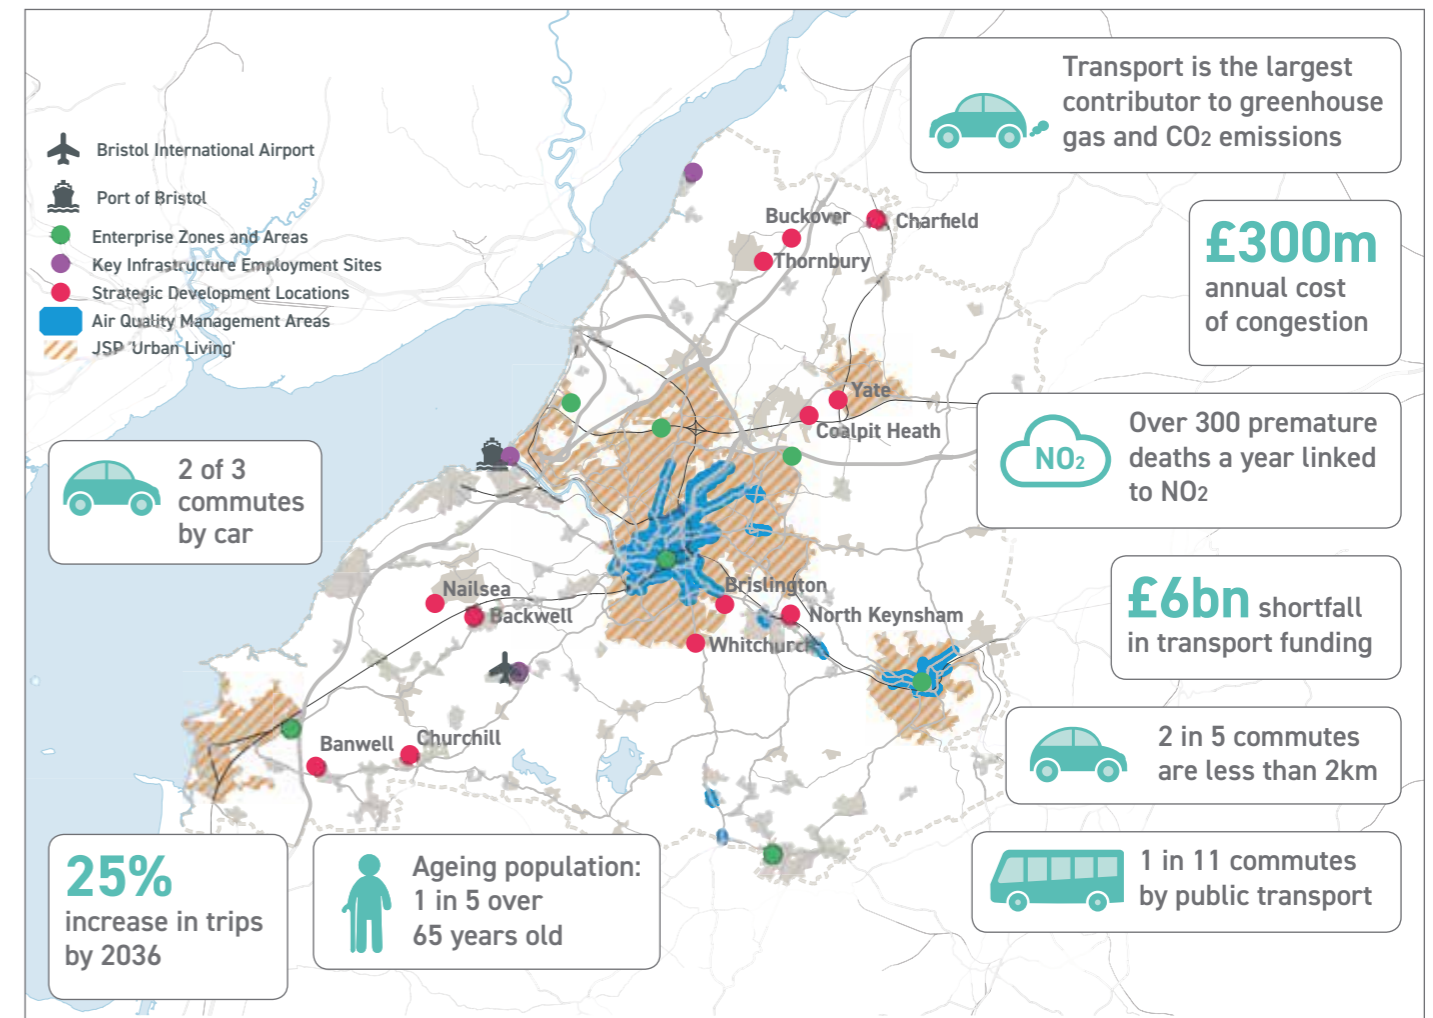 Transport is the largest
contributor to greenhouse
gas and CO2 emissions
Bristol International Airport
Port of Bristol
Enterprise Zones and Areas
Key Infrastructure Employment Sites
Strategic Development Locations
Air Quality Management Areas
JSP 'Urban Living'
£300m
annual cost
of congestion
Buckover
Charfield
Thornbury
Yate
Coalpit Heath
NO2
Over 300 premature
deaths a year linked
to NO2
2 of 3
commutes
by car
Nailsea
Backwell
Brislington
North Keynsham
Whitchurch
£6bn shortfall
in transport funding
Banwell
Churchill
2 in 5 commutes
are less than 2km
25%
increase in trips
by 2036
Ageing population:
1 in 5 over
65 years old
1 in 11 commutes
by public transport